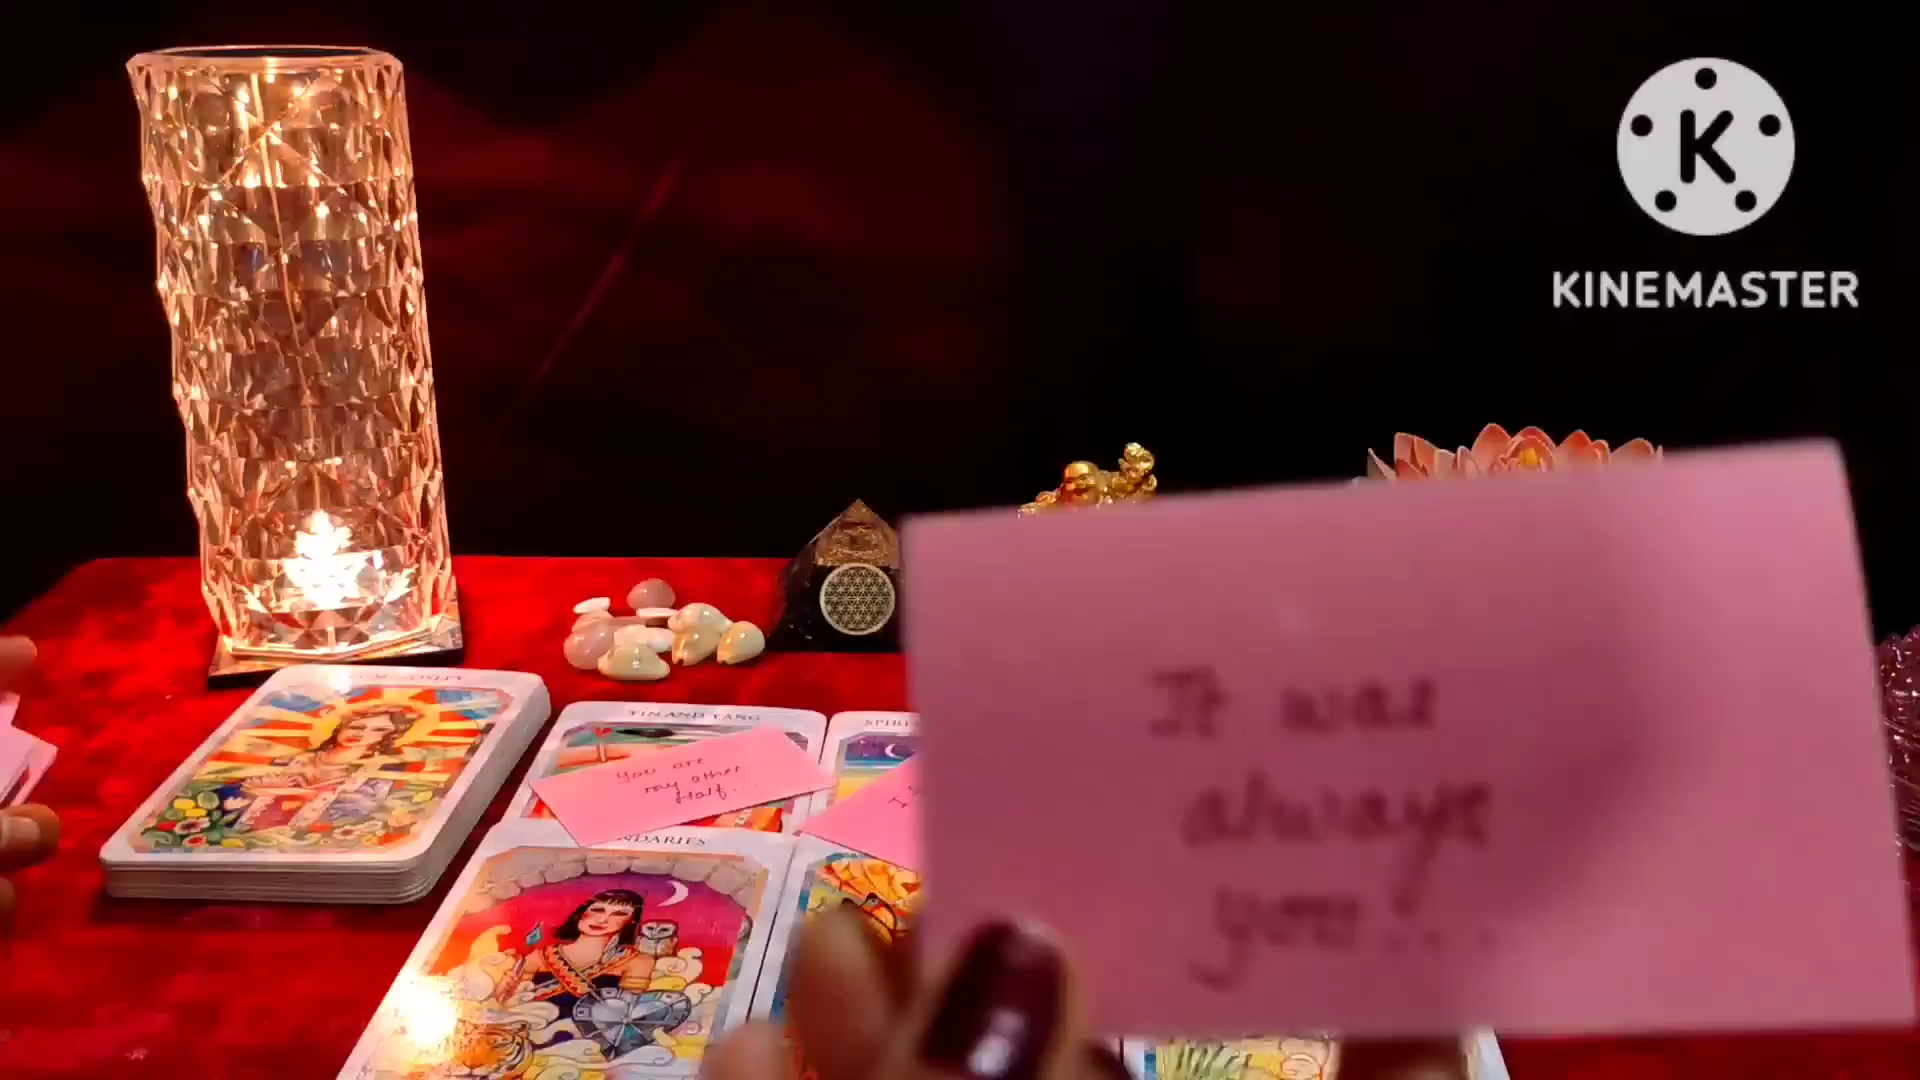 K
KINEMASTER
It was
always
you...
YIN AND YANG
You are
my other
Half...